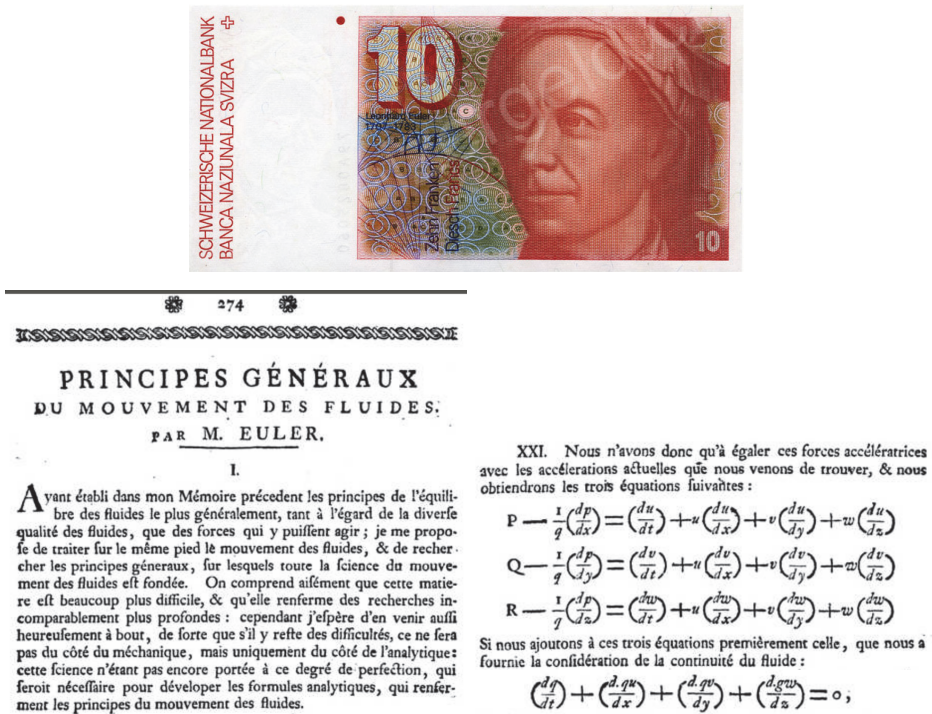 SCHWEIZERISCHE NATIONALBANK
BANCA NAZIUNALA SVIZRA
10
Leonhard Euler
1707–1783
Zehn Franken
Diesch Francs
10
274
PRINCIPES GÉNÉRAUX
DU MOUVEMENT DES FLUIDES.
PAR M. EULER.
I.
Ayant établi dans mon Mémoire précedent les principes de l'équili-
bre des fluides le plus généralement, tant à l'égard de la diverſe
qualité des fluides, que des forces qui y puiſſent agir; je me propo-
ſe de traiter ſur le même pied le mouvement des fluides, & de recher-
cher les principes géneraux, ſur lesquels toute la ſcience du mouve-
ment des fluides eſt fondée. On comprend aiſément que cette matie-
re eſt beaucoup plus difficile, & qu'elle renferme des recherches in-
comparablement plus profondes : cependant j'eſpère d'en venir auſſi
heureuſement à bout, de ſorte que s'il y reſte des difficultés, ce ne ſera
pas du côté du méchanique, mais uniquement du côté de l'analytique:
cette ſcience n'étant pas encore portée à ce degré de perfection, qui
ſeroit néceſſaire pour développer les formules analytiques, qui renfer-
ment les principes du mouvement des fluides.
XXI. Nous n'avons donc qu'à égaler ces forces accélératrices
avec les accélerations actuelles que nous venons de trouver, & nous
obtiendrons les trois équations ſuivantes :
P — 1/q (dp/dx) = (du/dt) + u (du/dx) + v (du/dy) + w (du/dz)
Q — 1/q (dp/dy) = (dv/dt) + u (dv/dx) + v (dv/dy) + w (dv/dz)
R — 1/q (dp/dz) = (dw/dt) + u (dw/dx) + v (dw/dy) + w (dw/dz)
Si nous ajoutons à ces trois équations premièrement celle, que nous a
fournie la conſidération de la continuité du fluide :
(dq/dt) + (d.qu/dx) + (d.qv/dy) + (d.qw/dz) = 0;